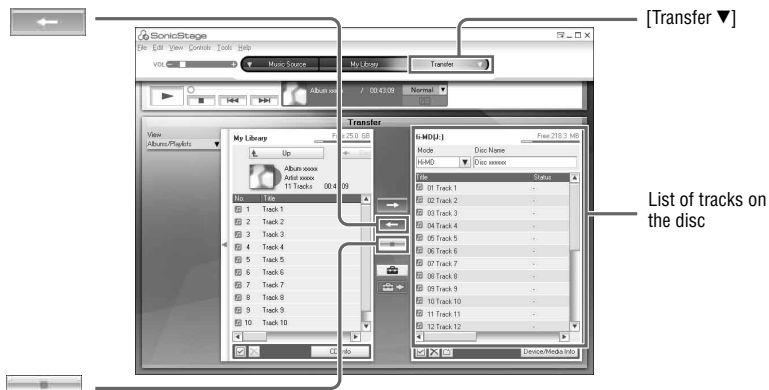 [Transfer ▼]
SonicStage
File Edit View Controls Tools Help
VOL
Music Source My Library Transfer
Album xxxxx / 00:43:09 Normal ▼
Transfer
View
Albums/Playlists ▼
My Library Free:25.0 GB
Up
Album xxxxx
Artist xxxxx
11 Tracks
No. Title
1 Track 1
2 Track 2
3 Track 3
4 Track 4
5 Track 5
6 Track 6
7 Track 7
8 Track 8
9 Track 9
10 Track 10
CD Info
Hi-MD(J:) Free:218.3 MB
Mode Disc Name
Hi-MD ▼ Disc xxxxxx
Title Status
01 Track 1 -
02 Track 2 -
03 Track 3 -
04 Track 4 -
05 Track 5 -
06 Track 6 -
07 Track 7 -
08 Track 8 -
09 Track 9 -
10 Track 10 -
11 Track 11 -
12 Track 12 -
Device/Media Info
List of tracks on
the disc